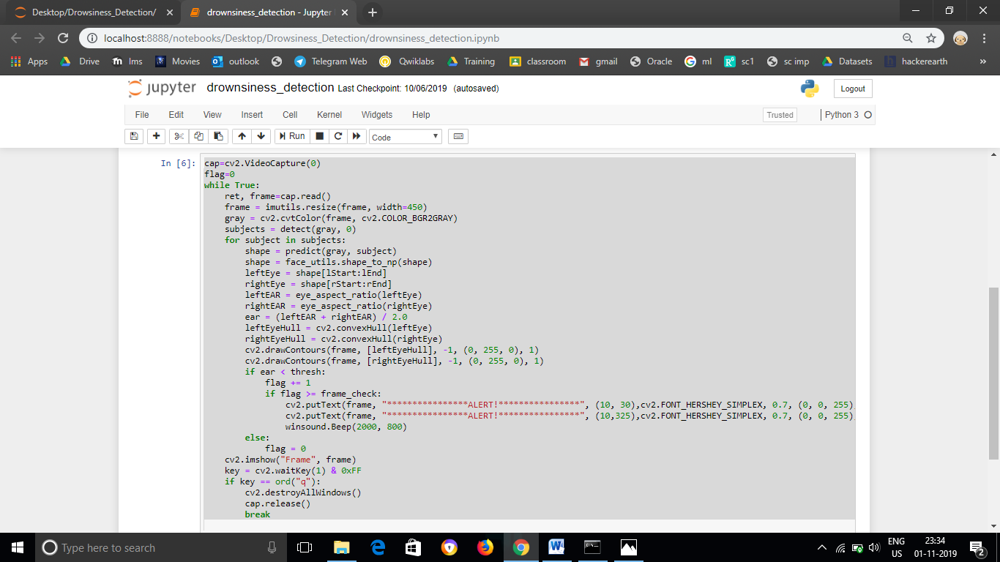 Desktop/Drowsiness_Detection/
drownsiness_detection - Jupyter
localhost:8888/notebooks/Desktop/Drowsiness_Detection/drownsiness_detection.ipynb
Apps Drive lms Movies outlook Telegram Web Qwiklabs Training classroom gmail Oracle ml sc1 sc imp Datasets hackerearth »
jupyter drownsiness_detection Last Checkpoint: 10/06/2019 (autosaved) Logout
File Edit View Insert Cell Kernel Widgets Help Trusted Python 3
Run Code
In [6]: cap=cv2.VideoCapture(0)
flag=0
while True:
    ret, frame=cap.read()
    frame = imutils.resize(frame, width=450)
    gray = cv2.cvtColor(frame, cv2.COLOR_BGR2GRAY)
    subjects = detect(gray, 0)
    for subject in subjects:
        shape = predict(gray, subject)
        shape = face_utils.shape_to_np(shape)
        leftEye = shape[lStart:lEnd]
        rightEye = shape[rStart:rEnd]
        leftEAR = eye_aspect_ratio(leftEye)
        rightEAR = eye_aspect_ratio(rightEye)
        ear = (leftEAR + rightEAR) / 2.0
        leftEyeHull = cv2.convexHull(leftEye)
        rightEyeHull = cv2.convexHull(rightEye)
        cv2.drawContours(frame, [leftEyeHull], -1, (0, 255, 0), 1)
        cv2.drawContours(frame, [rightEyeHull], -1, (0, 255, 0), 1)
        if ear < thresh:
            flag += 1
            if flag >= frame_check:
                cv2.putText(frame, "****************ALERT!****************", (10, 30),cv2.FONT_HERSHEY_SIMPLEX, 0.7, (0, 0, 255)
                cv2.putText(frame, "****************ALERT!****************", (10,325),cv2.FONT_HERSHEY_SIMPLEX, 0.7, (0, 0, 255)
                winsound.Beep(2000, 800)
        else:
            flag = 0
    cv2.imshow("Frame", frame)
    key = cv2.waitKey(1) & 0xFF
    if key == ord("q"):
        cv2.destroyAllWindows()
        cap.release()
        break
Type here to search
ENG 23:34
US 01-11-2019 2